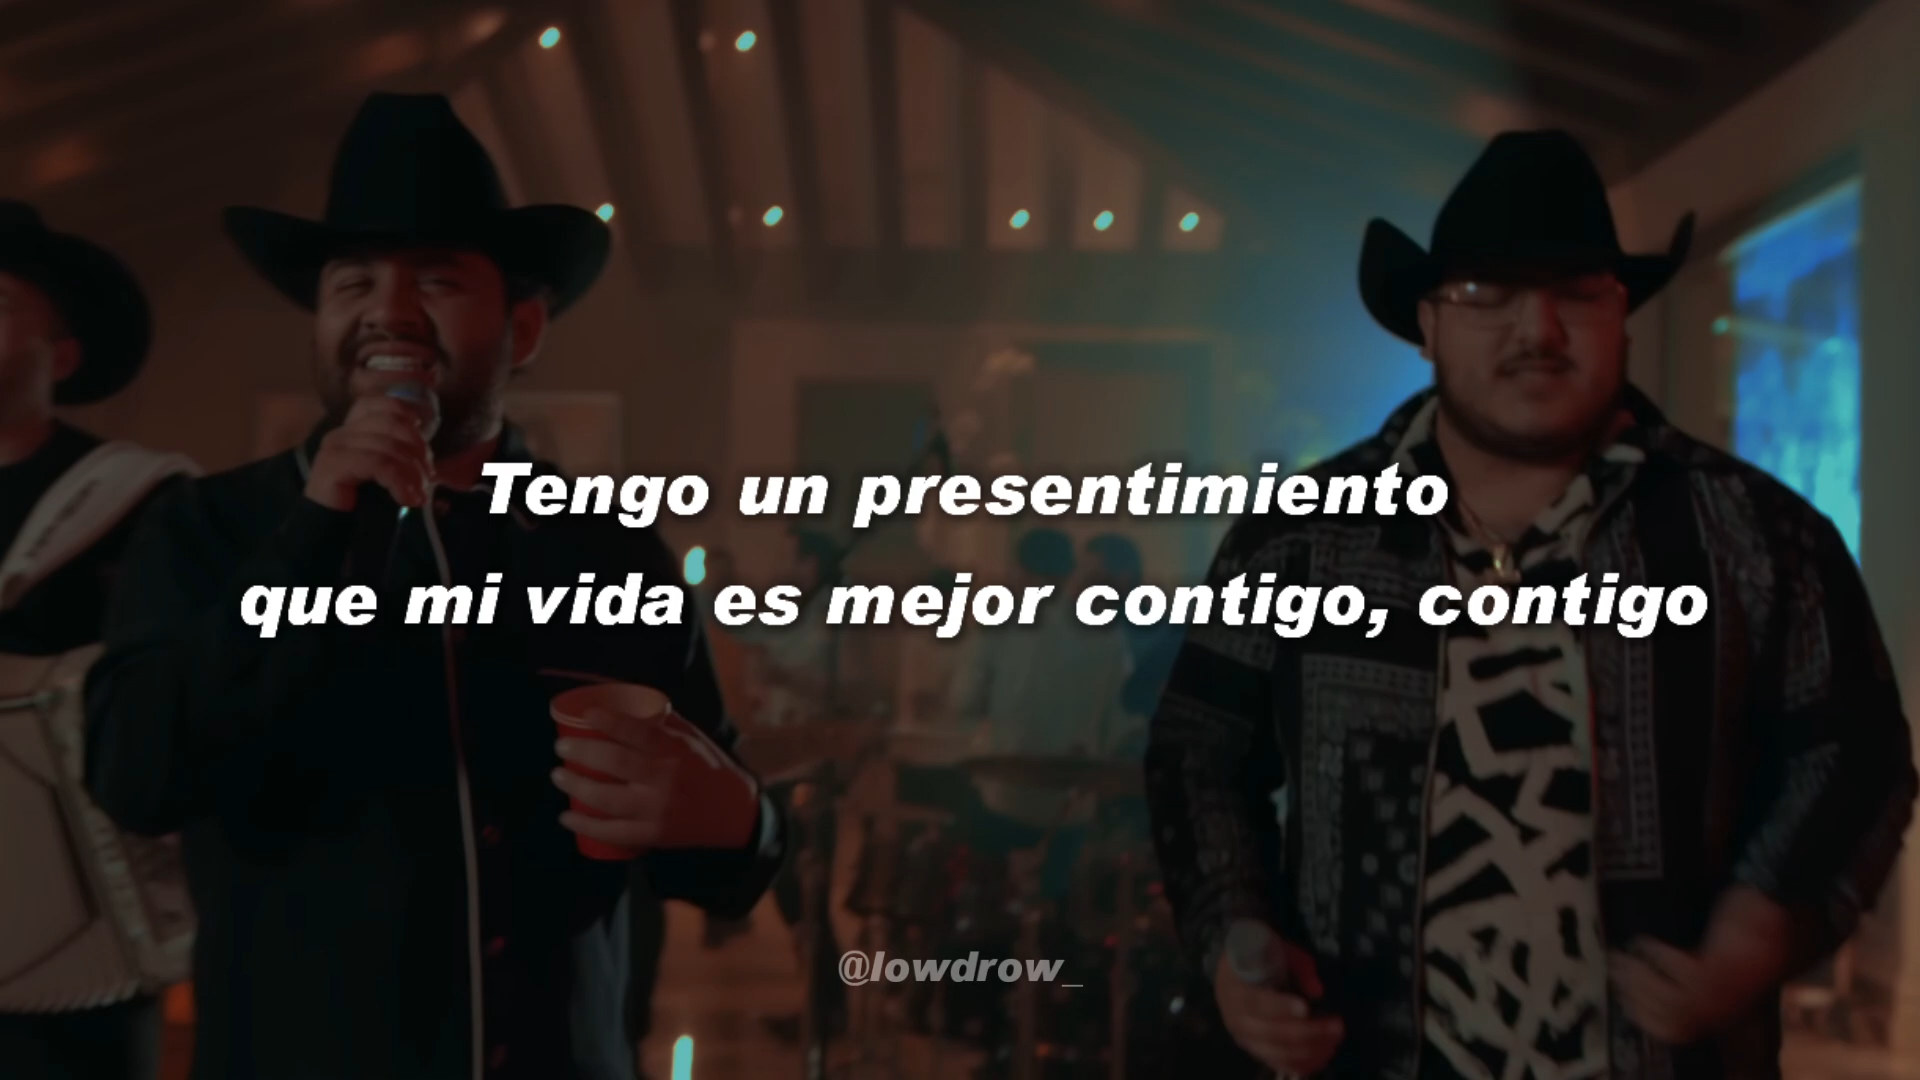 Tengo un presentimiento
que mi vida es mejor contigo, contigo
@lowdrow_